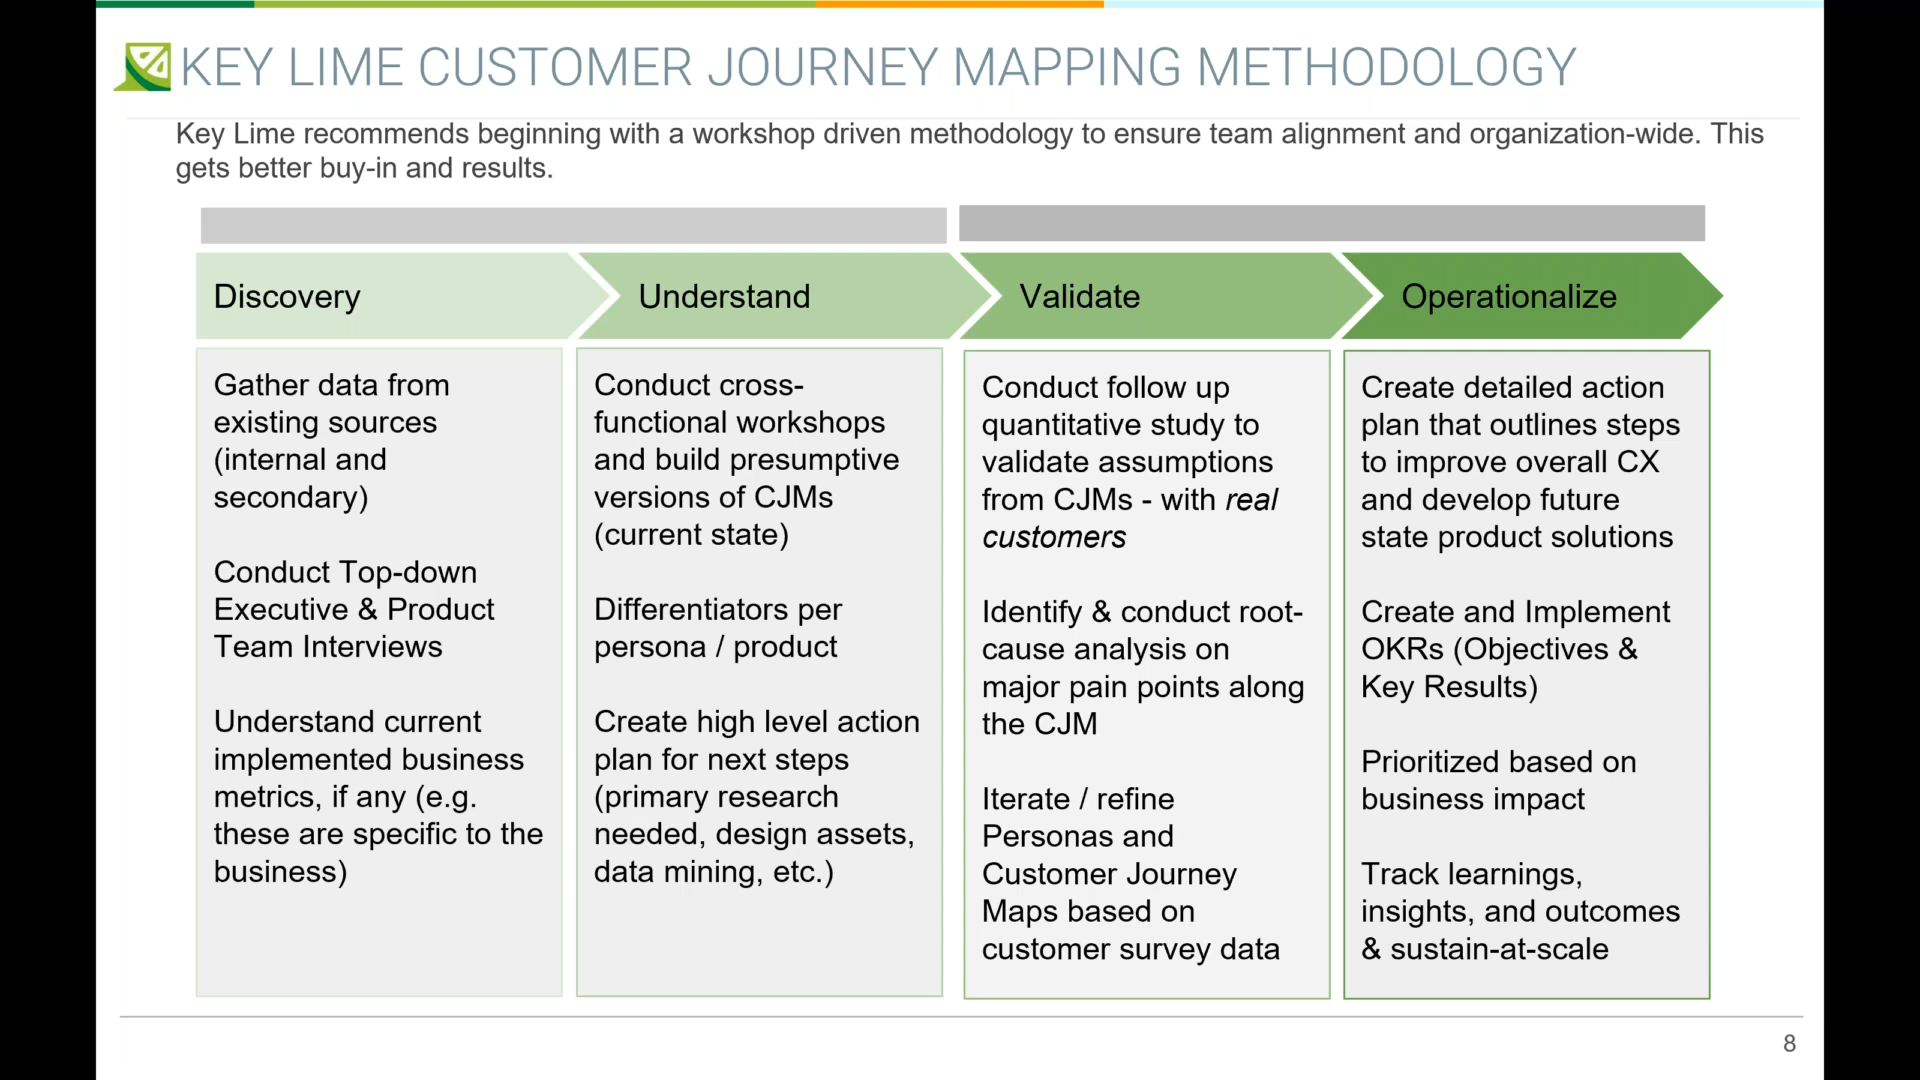 KEY LIME CUSTOMER JOURNEY MAPPING METHODOLOGY
Key Lime recommends beginning with a workshop driven methodology to ensure team alignment and organization-wide. This
gets better buy-in and results.
Discovery
Understand
Validate
Operationalize
Gather data from
existing sources
(internal and
secondary)
Conduct Top-down
Executive & Product
Team Interviews
Understand current
implemented business
metrics, if any (e.g.
these are specific to the
business)
Conduct cross-
functional workshops
and build presumptive
versions of CJMs
(current state)
Differentiators per
persona / product
Create high level action
plan for next steps
(primary research
needed, design assets,
data mining, etc.)
Conduct follow up
quantitative study to
validate assumptions
from CJMs - with real
customers
Identify & conduct root-
cause analysis on
major pain points along
the CJM
Iterate / refine
Personas and
Customer Journey
Maps based on
customer survey data
Create detailed action
plan that outlines steps
to improve overall CX
and develop future
state product solutions
Create and Implement
OKRs (Objectives &
Key Results)
Prioritized based on
business impact
Track learnings,
insights, and outcomes
& sustain-at-scale
8